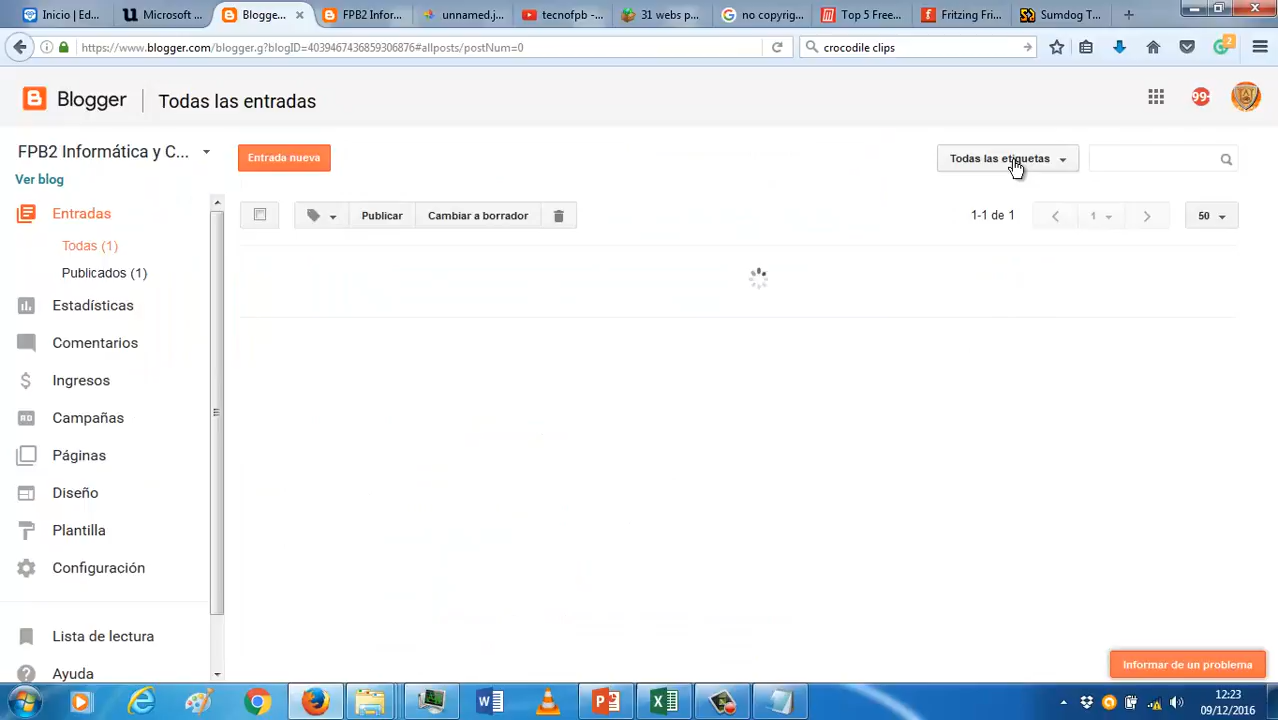 Inicio | Ed...
Microsoft ...
Blogge...
FPB2 Infor...
unnamed.j...
tecnofpb -...
31 webs p...
no copyrig...
Top 5 Free...
Fritzing Fri...
Sumdog T...
https://www.blogger.com/blogger.g?blogID=4039467436859306876#allposts/postNum=0
crocodile clips
2
Blogger
Todas las entradas
99+
FPB2 Informática y C...
Entrada nueva
Todas las etiquetas
Ver blog
Entradas
Publicar
Cambiar a borrador
1-1 de 1
1
50
Todas (1)
Publicados (1)
Estadísticas
Comentarios
Ingresos
Campañas
Páginas
Diseño
Plantilla
Configuración
Lista de lectura
Ayuda
Informar de un problema
12:23
09/12/2016